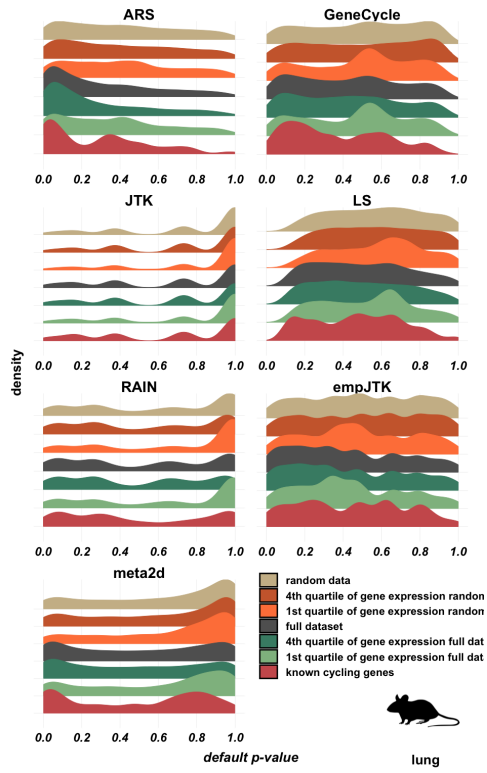 ARS GeneCycle
0.0 0.2 0.4 0.6 0.8 1.0 0.0 0.2 0.4 0.6 0.8 1.0
JTK LS
0.0 0.2 0.4 0.6 0.8 1.0 0.0 0.2 0.4 0.6 0.8 1.0
density
RAIN empJTK
0.0 0.2 0.4 0.6 0.8 1.0 0.0 0.2 0.4 0.6 0.8 1.0
meta2d
random data
4th quartile of gene expression random
1st quartile of gene expression random
full dataset
4th quartile of gene expression full dat
1st quartile of gene expression full dat
known cycling genes
0.0 0.2 0.4 0.6 0.8 1.0
default p-value
lung